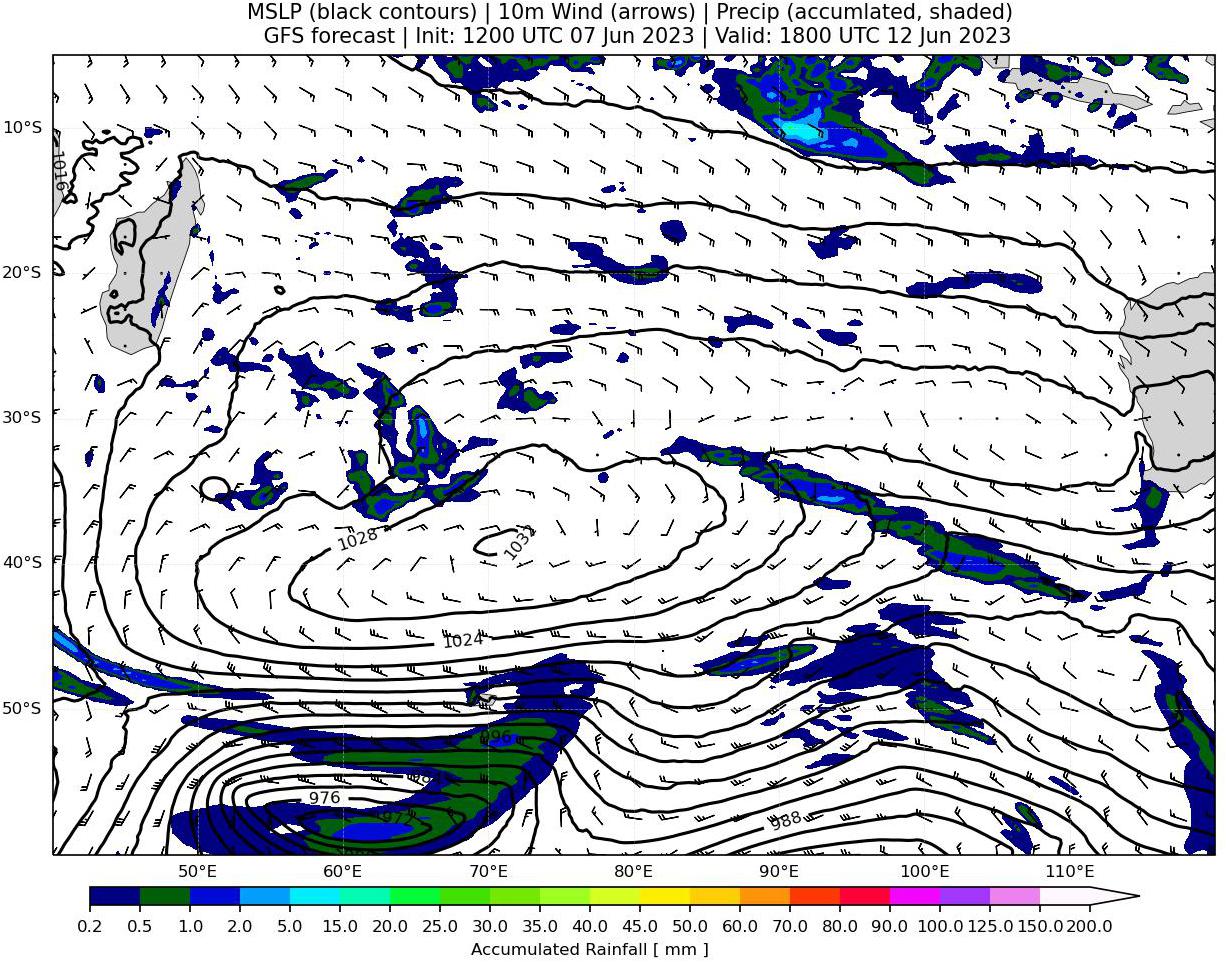 MSLP (black contours) | 10m Wind (arrows) | Precip (accumlated, shaded)
GFS forecast | Init: 1200 UTC 07 Jun 2023 | Valid: 1800 UTC 12 Jun 2023
10°S
1016
20°S
30°S
1028
1032
40°S
1024
50°S
996
976
972
988
50°E 60°E 70°E 80°E 90°E 100°E 110°E
0.2 0.5 1.0 2.0 5.0 15.0 20.0 25.0 30.0 35.0 40.0 45.0 50.0 60.0 70.0 80.0 90.0 100.0 125.0 150.0 200.0
Accumulated Rainfall [ mm ]